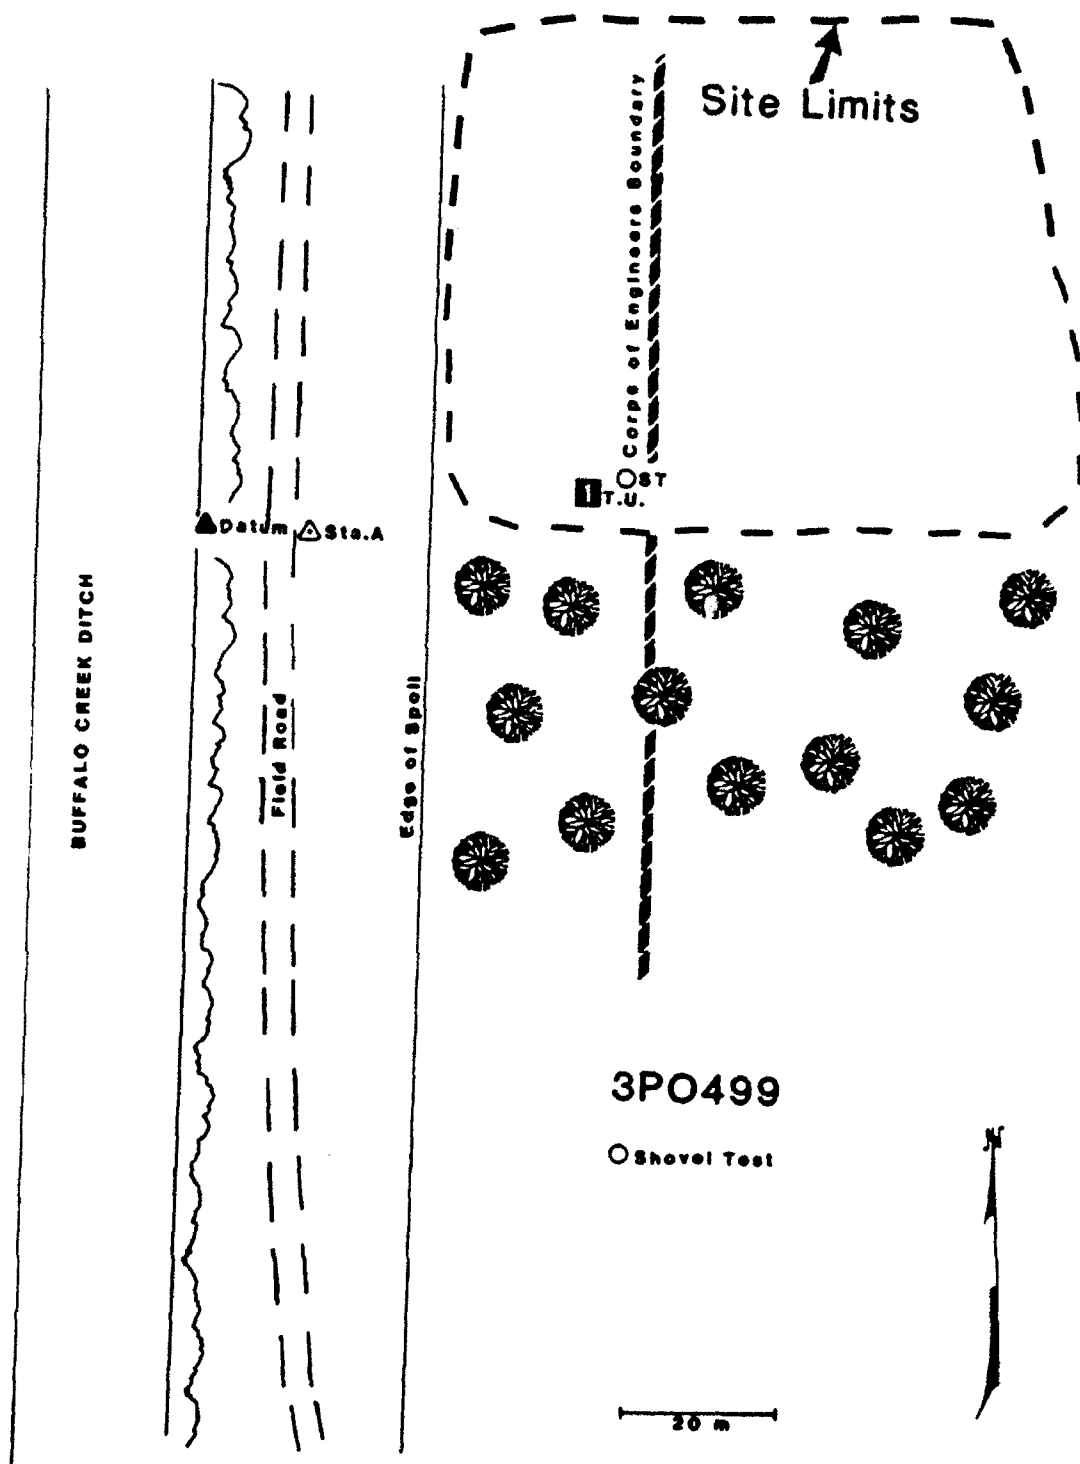 Site Limits
Corps of Engineers Boundary
ST
1 T.U.
Datum
Sta.A
BUFFALO CREEK DITCH
Field Road
Edge of Spoil
3PO499
Shovel Test
N
20 m